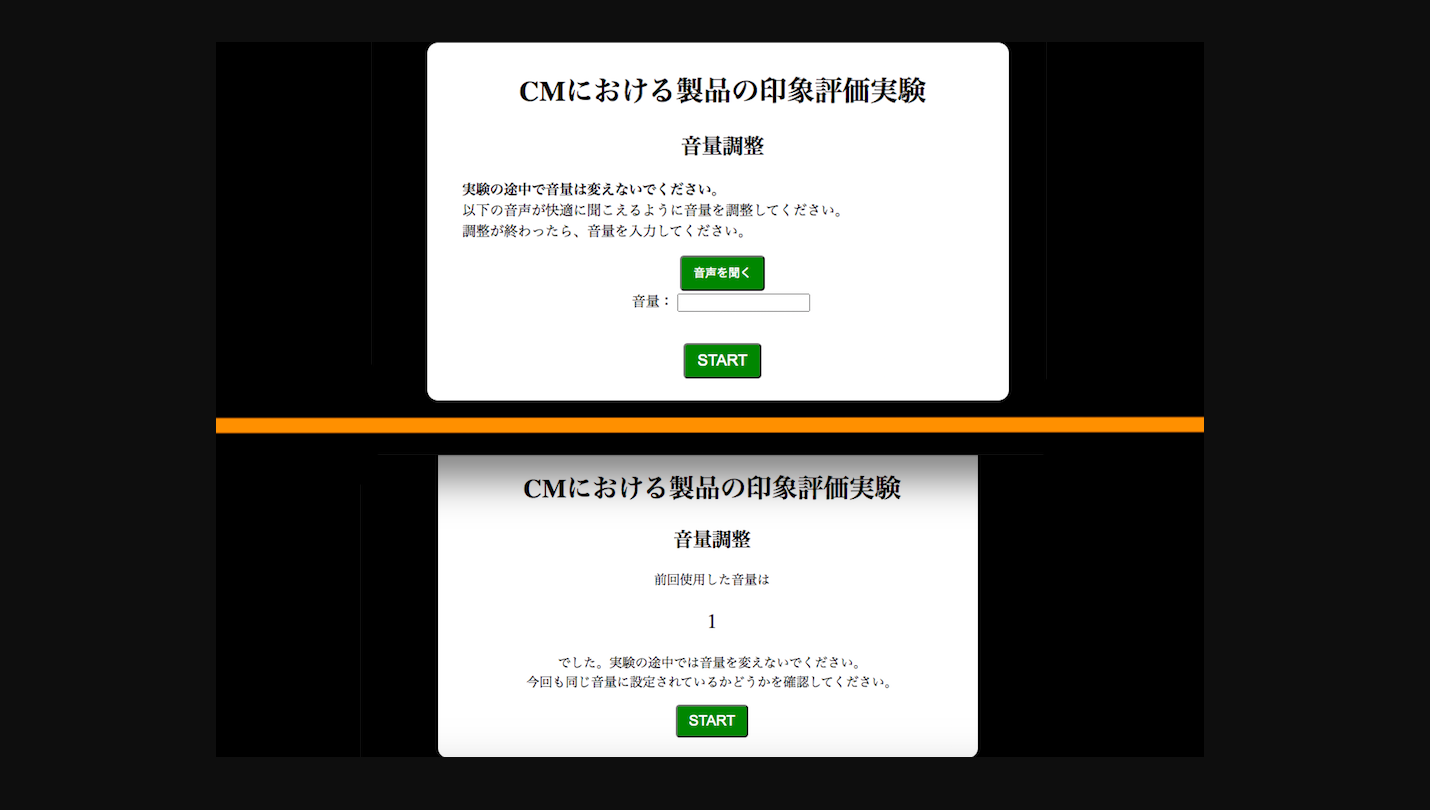 CMにおける製品の印象評価実験
音量調整
実験の途中で音量は変えないでください。
以下の音声が快適に聞こえるように音量を調整してください。
調整が終わったら、音量を入力してください。
音声を聞く
音量：
START
CMにおける製品の印象評価実験
音量調整
前回使用した音量は
1
でした。実験の途中では音量を変えないでください。
今回も同じ音量に設定されているかどうかを確認してください。
START